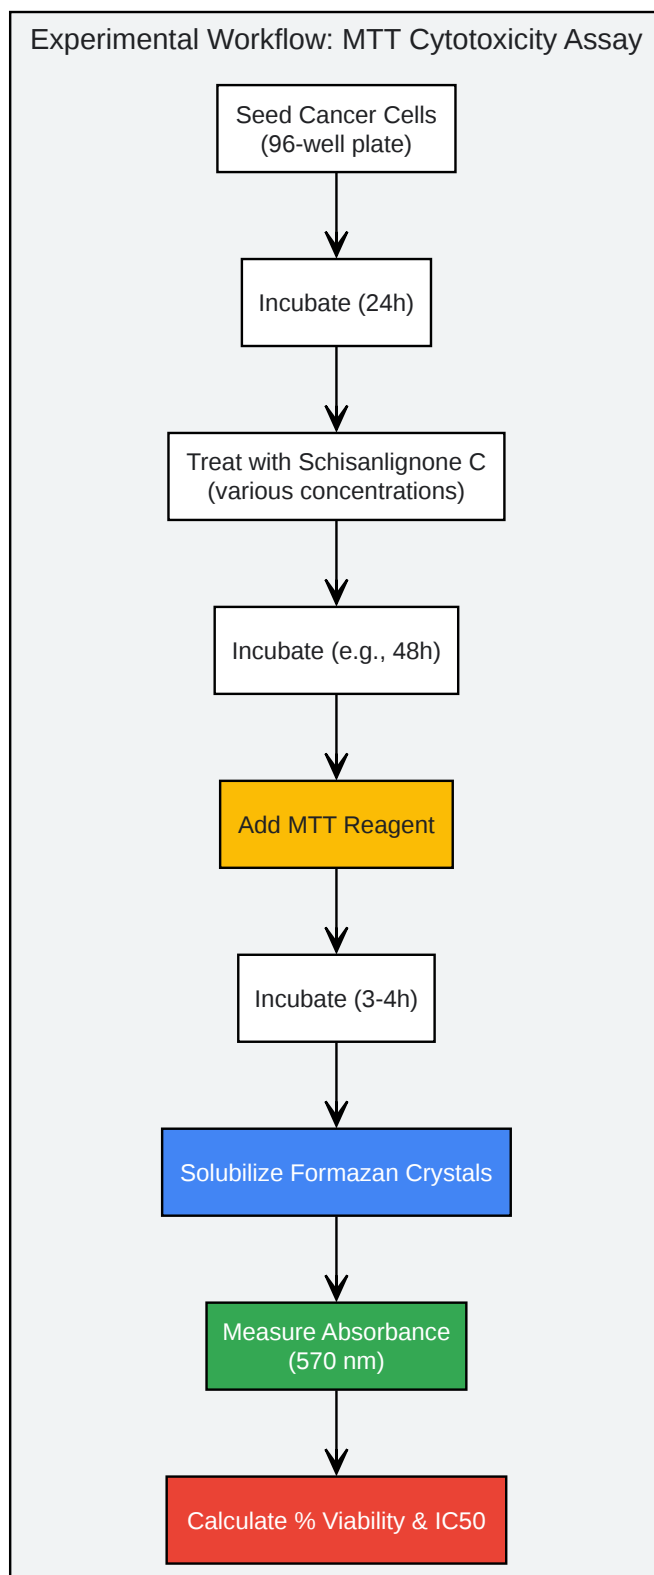 Experimental Workflow: MTT Cytotoxicity Assay
Seed Cancer Cells
(96-well plate)
Incubate (24h)
Treat with Schisanlignone C
(various concentrations)
Incubate (e.g., 48h)
Add MTT Reagent
Incubate (3-4h)
Solubilize Formazan Crystals
Measure Absorbance
(570 nm)
Calculate % Viability & IC50